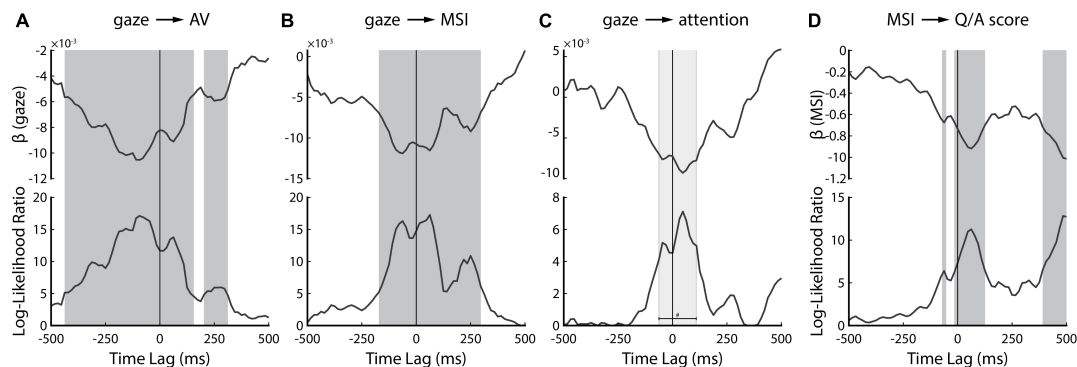 A gaze → AV
B gaze → MSI
C gaze → attention
D MSI → Q/A score
×10⁻³
-2
-4
-6
-8
-10
-12
β (gaze)
20
15
10
5
0
Log-Likelihood Ratio
-500 -250 0 250 500
Time Lag (ms)
×10⁻³
0
-5
-10
-15
20
15
10
5
0
-500 -250 0 250 500
Time Lag (ms)
×10⁻³
5
0
-5
-10
8
6
4
2
0
#
-500 -250 0 250 500
Time Lag (ms)
0
-0.2
-0.4
-0.6
-0.8
-1.0
-1.2
β (MSI)
15
10
5
0
Log-Likelihood Ratio
-500 -250 0 250 500
Time Lag (ms)